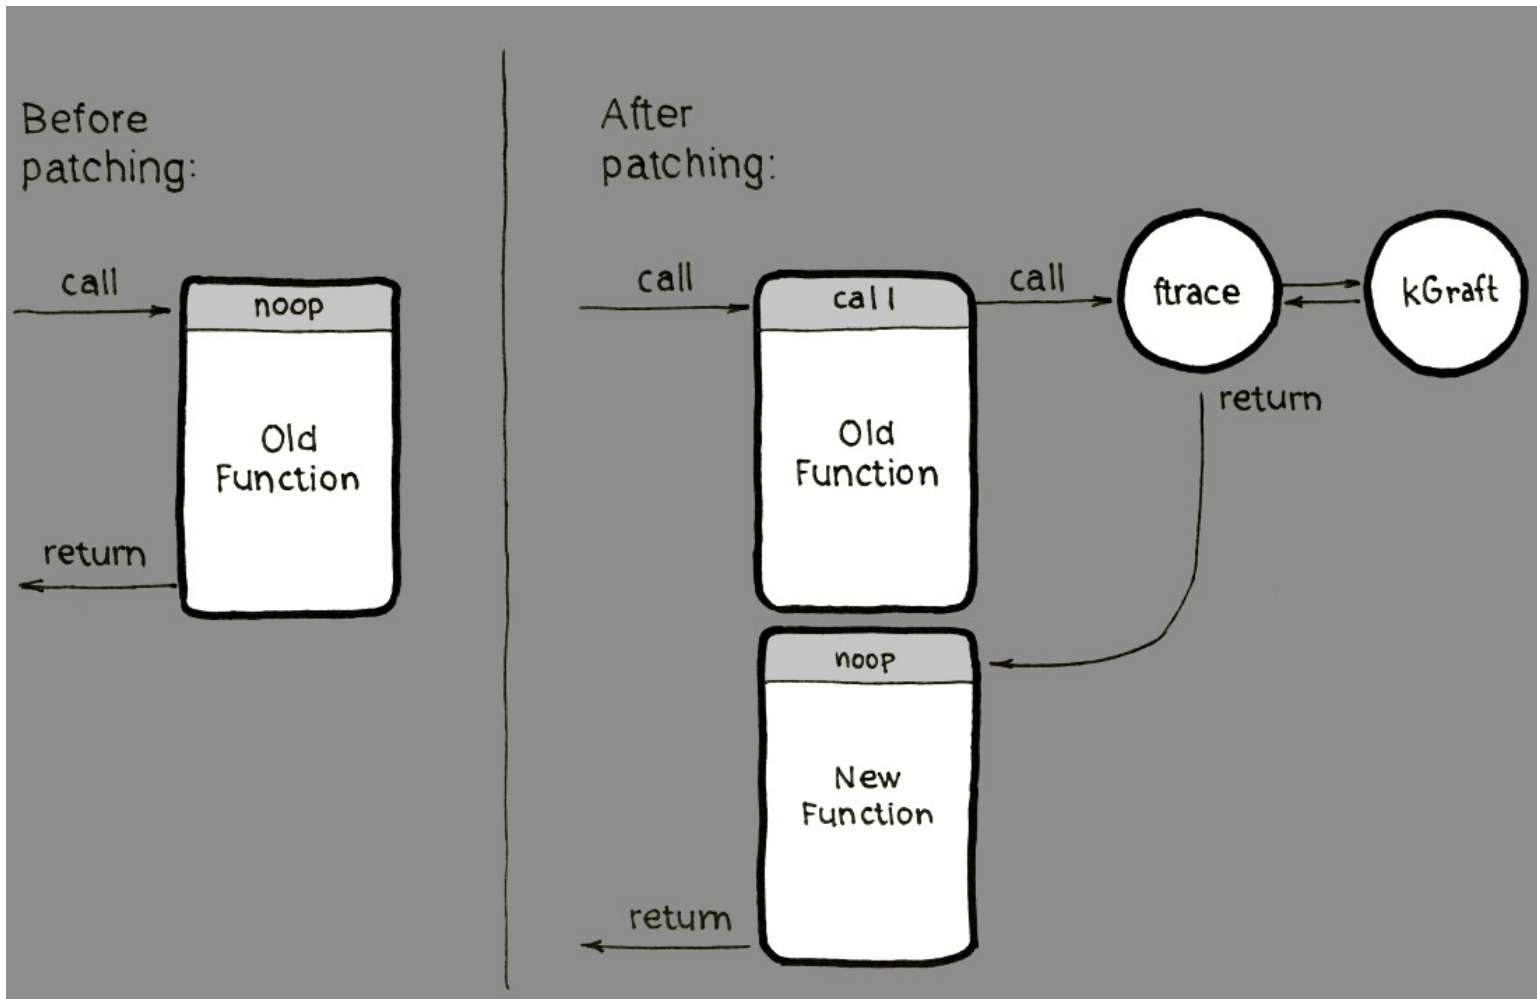 Before
patching:
call
noop
Old
Function
return
After
patching:
call
call
call
ftrace
kGraft
return
Old
Function
noop
New
Function
return